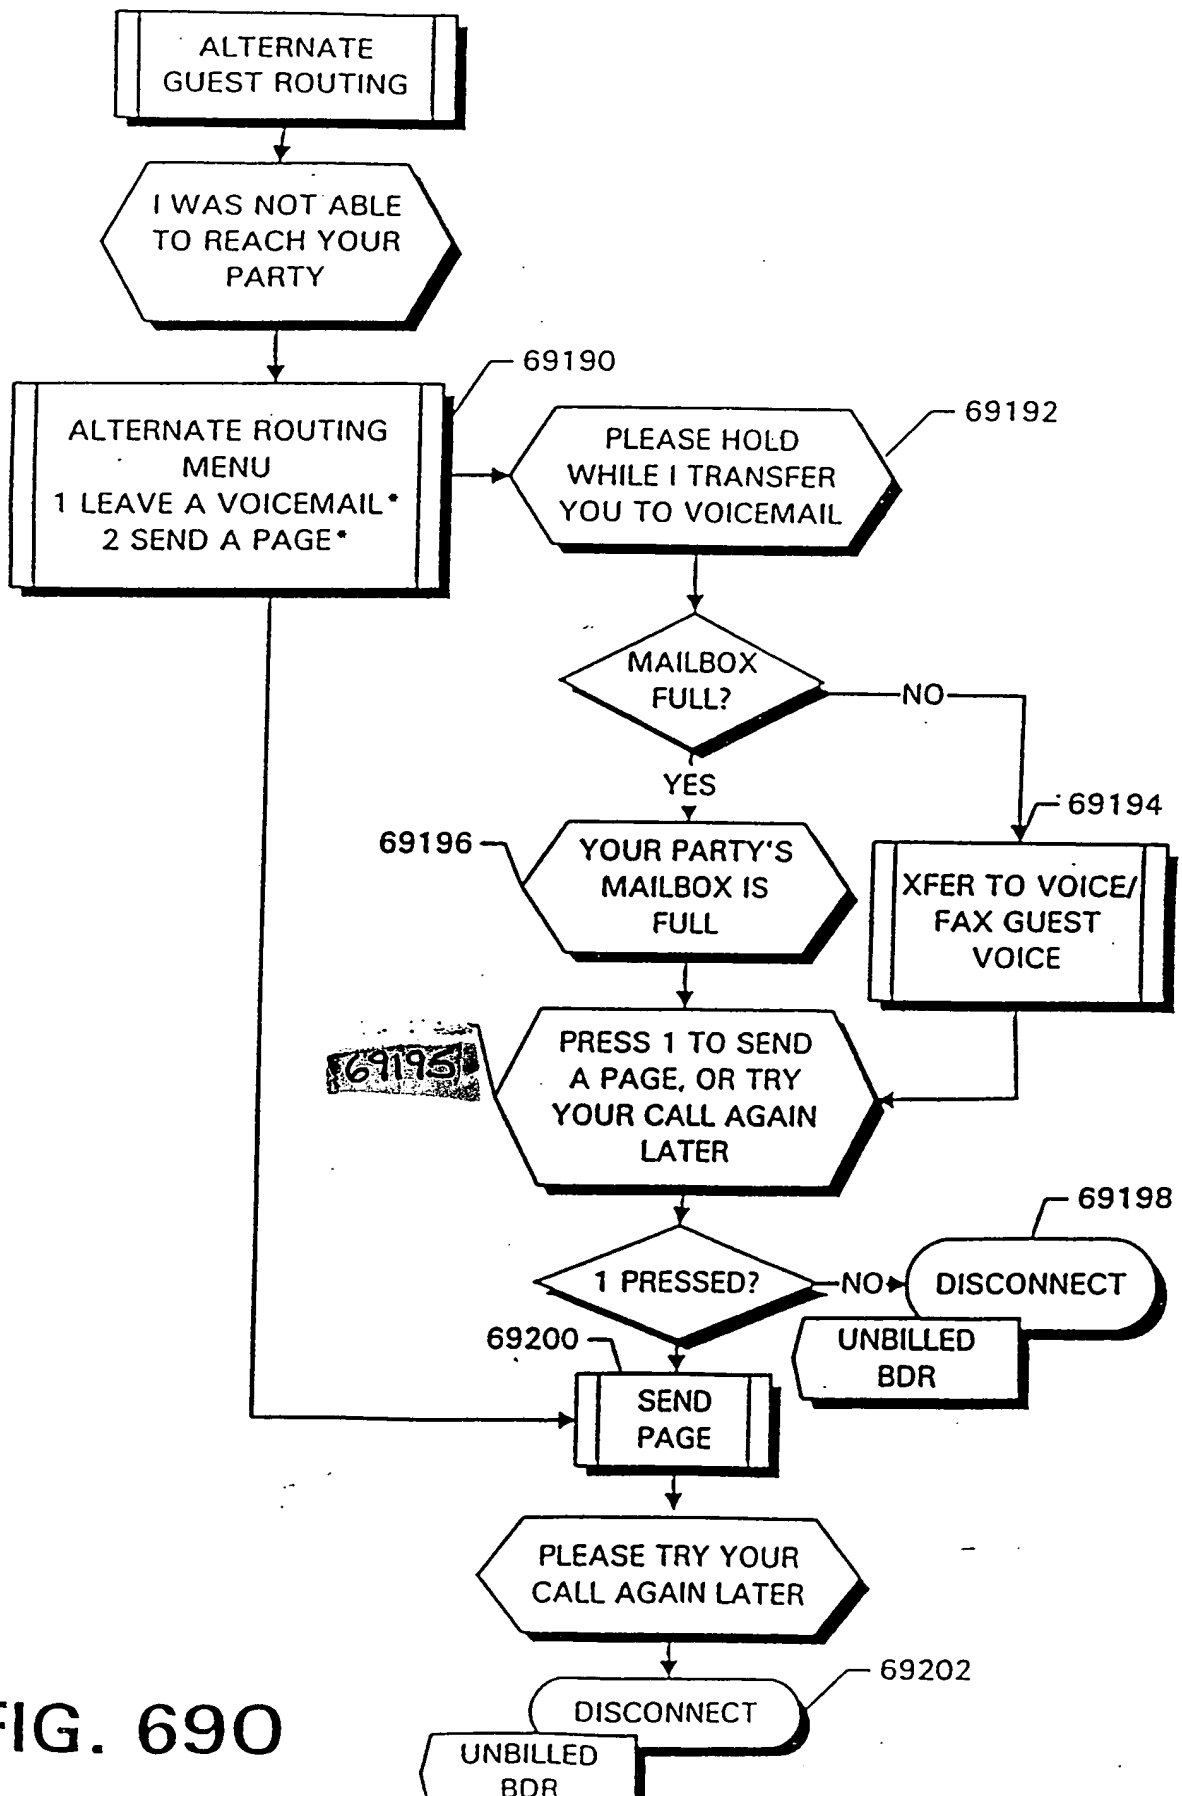 ALTERNATE
GUEST ROUTING
I WAS NOT ABLE
TO REACH YOUR
PARTY
69190
ALTERNATE ROUTING
MENU
1 LEAVE A VOICEMAIL*
2 SEND A PAGE*
69192
PLEASE HOLD
WHILE I TRANSFER
YOU TO VOICEMAIL
MAILBOX
FULL?
NO
YES
69194
69196
YOUR PARTY'S
MAILBOX IS
FULL
XFER TO VOICE/
FAX GUEST
VOICE
69195
PRESS 1 TO SEND
A PAGE, OR TRY
YOUR CALL AGAIN
LATER
69198
1 PRESSED?
NO
DISCONNECT
UNBILLED
BDR
69200
SEND
PAGE
PLEASE TRY YOUR
CALL AGAIN LATER
69202
DISCONNECT
UNBILLED
BDR
FIG. 69O